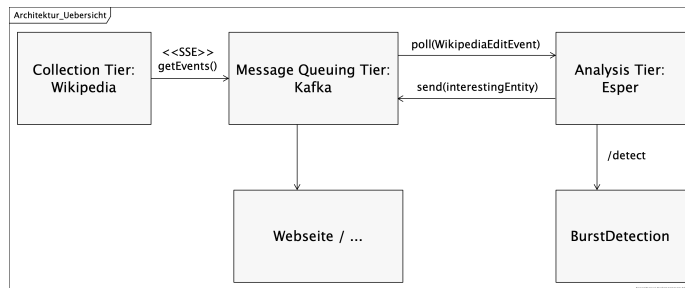 Architektur_Uebersicht
Collection Tier:
Wikipedia
<<SSE>>
getEvents()
Message Queuing Tier:
Kafka
poll(WikipediaEditEvent)
send(interestingEntity)
Analysis Tier:
Esper
/detect
Webseite / ...
BurstDetection